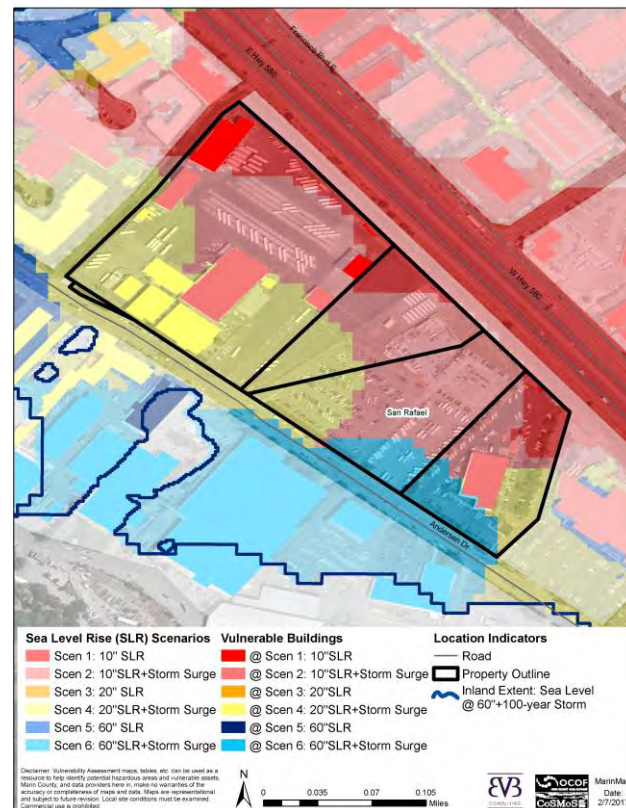 Francisco Blvd E
E Hwy 580
W Hwy 580
San Rafael
Andersen Dr
Sea Level Rise (SLR) Scenarios
Scen 1: 10" SLR
Scen 2: 10"SLR+Storm Surge
Scen 3: 20" SLR
Scen 4: 20"SLR+Storm Surge
Scen 5: 60" SLR
Scen 6: 60"SLR+Storm Surge
Vulnerable Buildings
@ Scen 1: 10"SLR
@ Scen 2: 10"SLR+Storm Surge
@ Scen 3: 20"SLR
@ Scen 4: 20"SLR+Storm Surge
@ Scen 5: 60"SLR
@ Scen 6: 60"SLR+Storm Surge
Location Indicators
Road
Property Outline
Inland Extent: Sea Level
@ 60"+100-year Storm
Disclaimer: Vulnerability Assessment maps, tables, etc. can be used as a
resource to help identify potential hazardous areas and vulnerable assets.
Marin County, and data providers here in, make no warranties of the
accuracy or completeness of maps and data. Maps are representational
and subject to future revision. Local site conditions must be examined.
Commercial use is prohibited.
N
0 0.035 0.07 0.105
Miles
BVB
CONSULTING
OCOF
CoSMoS
MarinMa
Date:
2/7/201